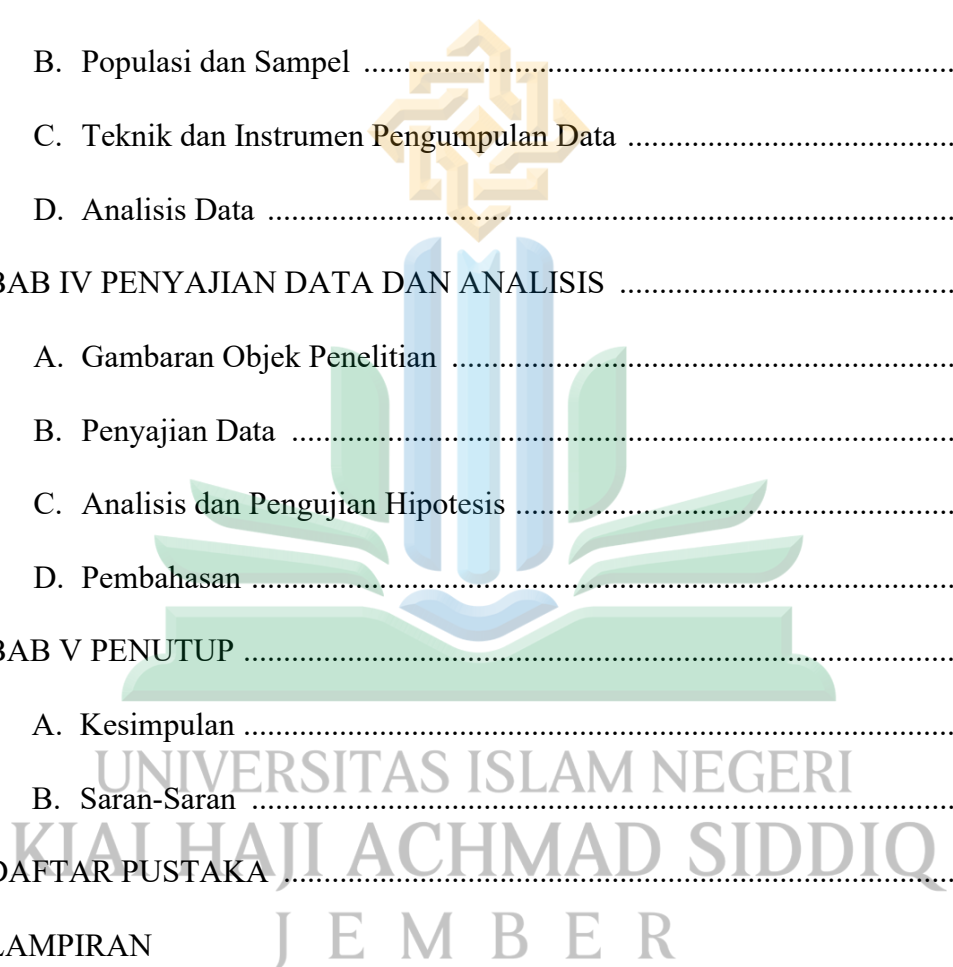 B. Populasi dan Sampel ........................................................................
C. Teknik dan Instrumen Pengumpulan Data ........................................
D. Analisis Data ....................................................................................
BAB IV PENYAJIAN DATA DAN ANALISIS .........................................
A. Gambaran Objek Penelitian .............................................................
B. Penyajian Data .................................................................................
C. Analisis dan Pengujian Hipotesis .....................................................
D. Pembahasan ......................................................................................
BAB V PENUTUP .......................................................................................
A. Kesimpulan .......................................................................................
UNIVERSITAS ISLAM NEGERI
B. Saran-Saran ......................................................................................
KIAI HAJI ACHMAD SIDDIQ
DAFTAR PUSTAKA ..................................................................................
JEMBER
LAMPIRAN